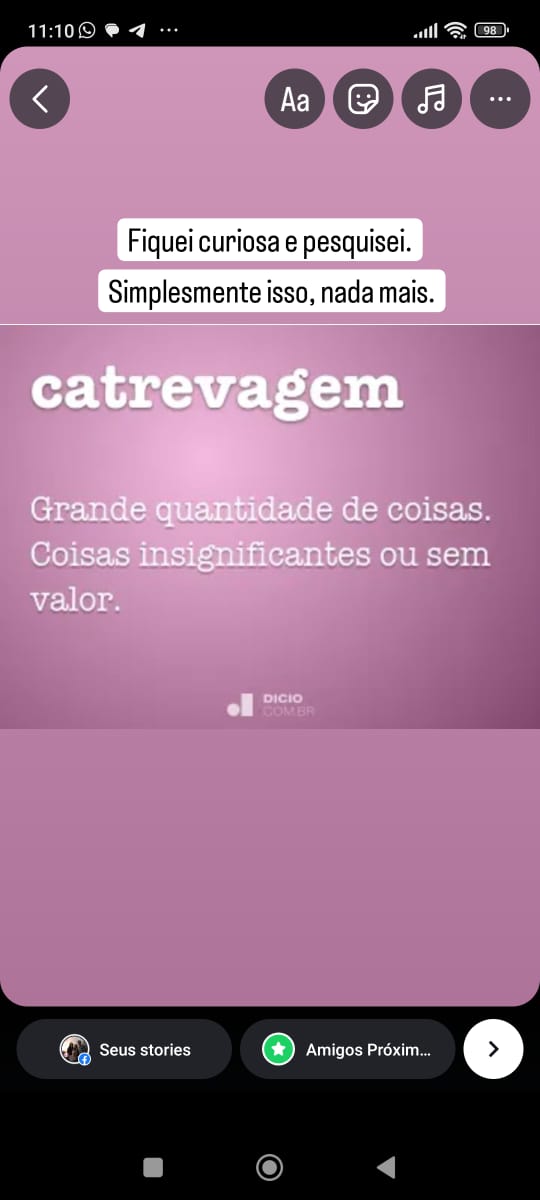 11:10
98
Aa
Fiquei curiosa e pesquisei.
Simplesmente isso, nada mais.
catrevagem
Grande quantidade de coisas.
Coisas insignificantes ou sem
valor.
DICIO
COM.BR
Seus stories
Amigos Próxim...